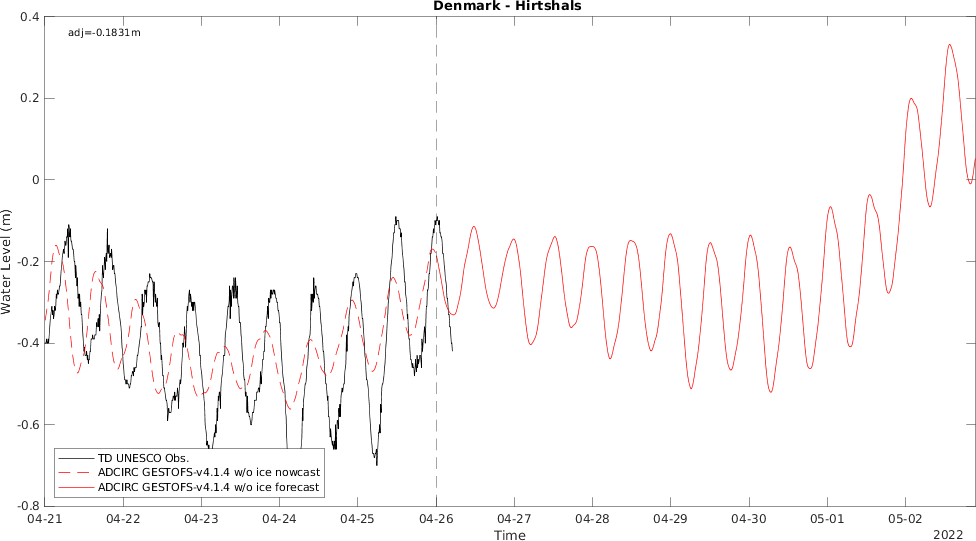 Denmark - Hirtshals
adj=-0.1831m
0.4
0.2
0
-0.2
-0.4
-0.6
-0.8
Water Level (m)
TD UNESCO Obs.
ADCIRC GESTOFS-v4.1.4 w/o ice nowcast
ADCIRC GESTOFS-v4.1.4 w/o ice forecast
04-21 04-22 04-23 04-24 04-25 04-26 04-27 04-28 04-29 04-30 05-01 05-02
Time
2022